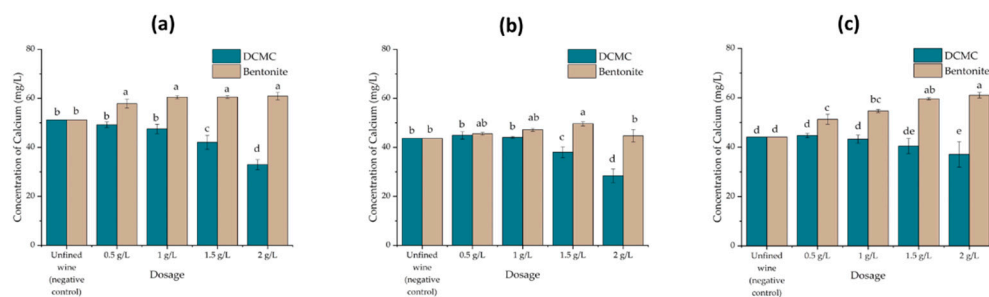 (a)
Concentration of Calcium (mg/L)
80
60
40
20
0
DCMC
Bentonite
b b b a b a c a d a
Unfined
wine
(negative
control)
0.5 g/L
1 g/L
1.5 g/L
2 g/L
Dosage
(b)
Concentration of Calcium (mg/L)
80
60
40
20
0
DCMC
Bentonite
b b b ab b ab c a d b
Unfined
wine
(negative
control)
0.5 g/L
1 g/L
1.5 g/L
2 g/L
Dosage
(c)
Concentration of Calcium (mg/L)
80
60
40
20
0
DCMC
Bentonite
d d d c d bc de ab e a
Unfined
wine
(negative
control)
0.5 g/L
1 g/L
1.5 g/L
2 g/L
Dosage